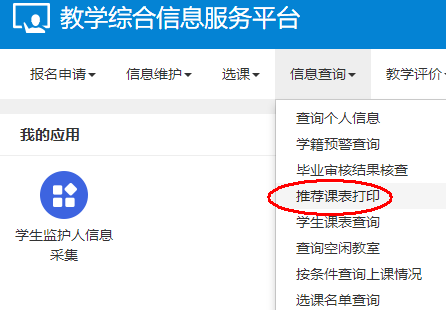 教学综合信息服务平台
报名申请 信息维护 选课 信息查询 教学评价
我的应用
学生监护人信息
采集
查询个人信息
学籍预警查询
毕业审核结果核查
推荐课表打印
学生课表查询
查询空闲教室
按条件查询上课情况
选课名单查询